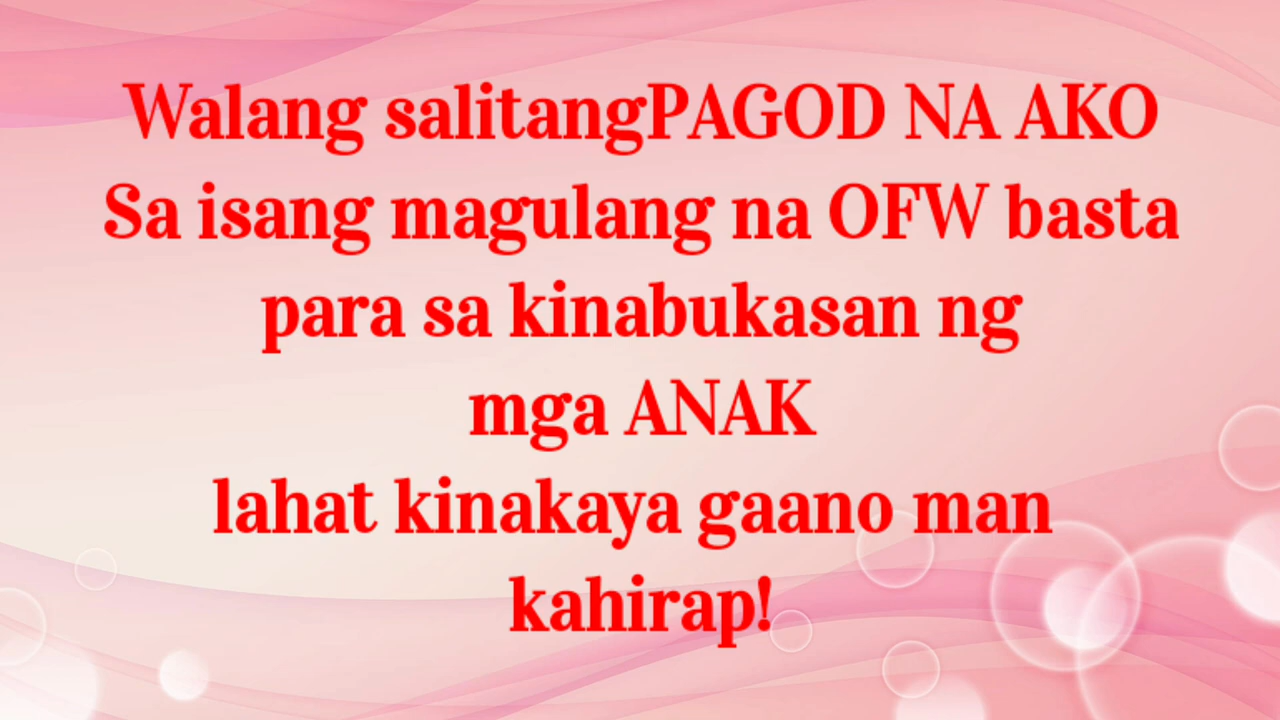 Walang salitangPAGOD NA AKO
Sa isang magulang na OFW basta
para sa kinabukasan ng
mga ANAK
lahat kinakaya gaano man
kahirap!